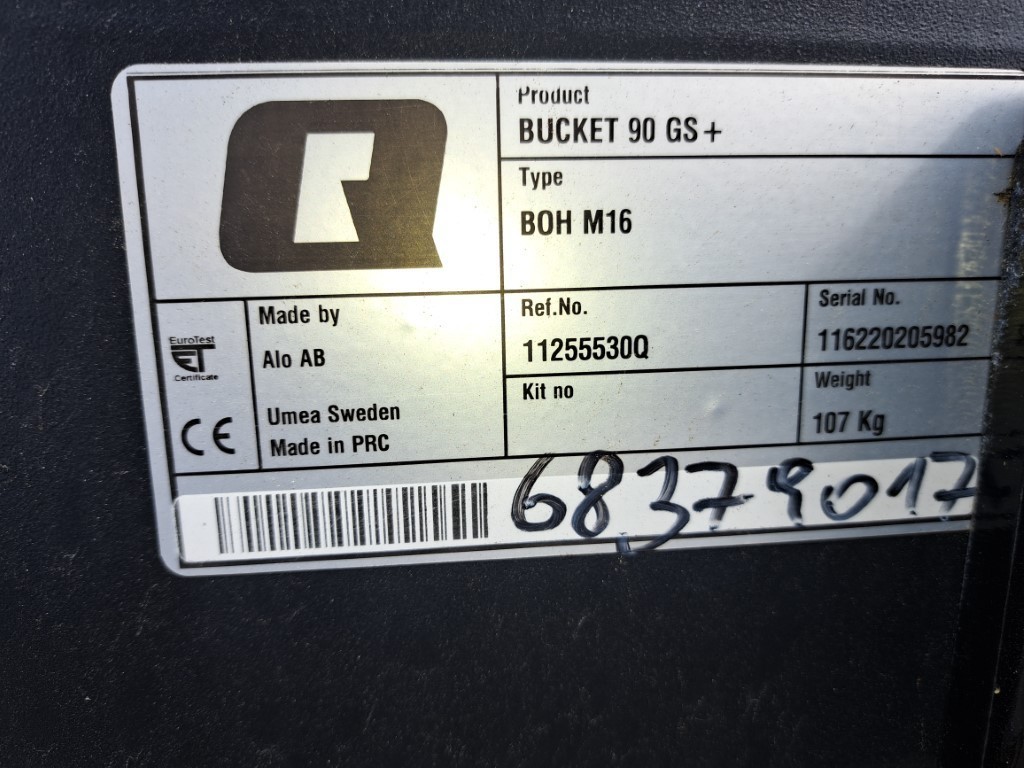 Product
BUCKET 90 GS+
Type
BOH M16
EuroTest
ET
Certificate
CE
Made by
Alo AB
Umea Sweden
Made in PRC
Ref.No.
11255530Q
Serial No.
116220205982
Kit no
Weight
107 Kg
68379017